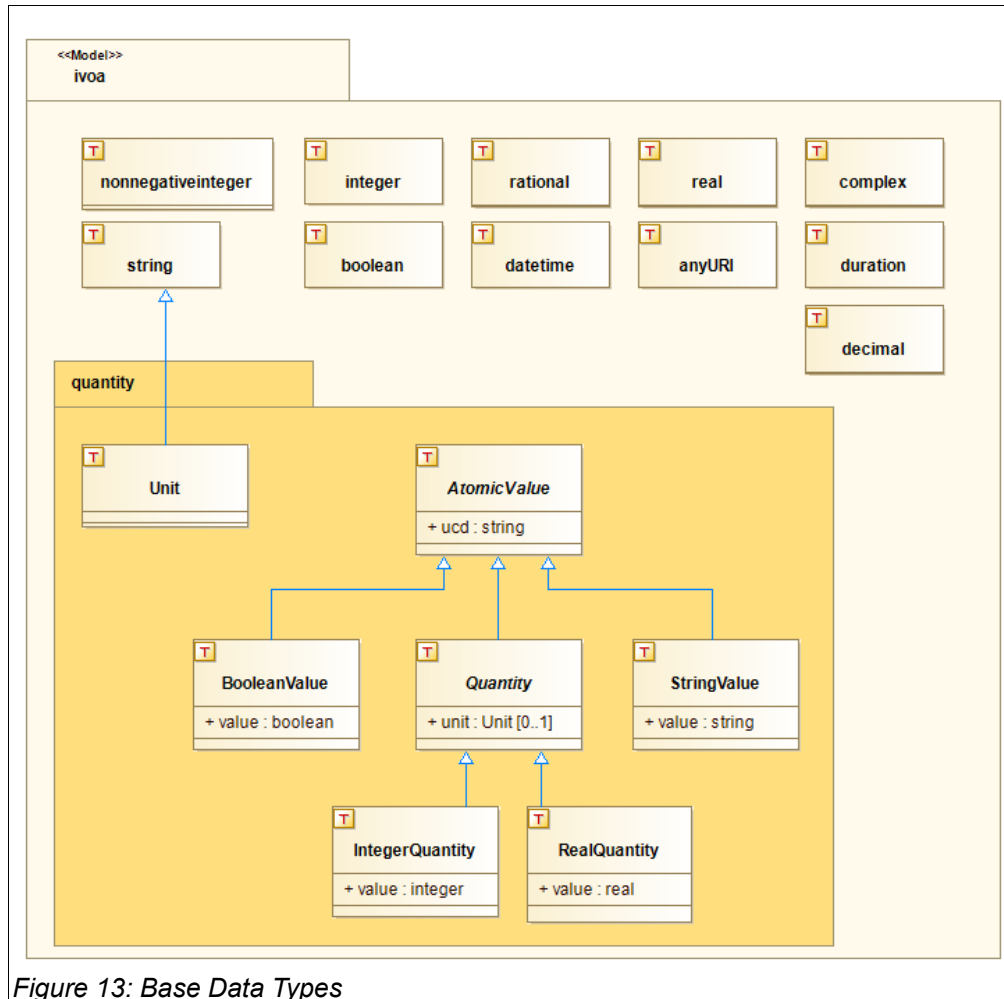 <<Model>>
ivoa
T T T T T
nonnegativeinteger integer rational real complex
T T T T T
string boolean datetime anyURI duration
T
decimal
quantity
T T
Unit AtomicValue
+ ucd : string
T T T
BooleanValue Quantity StringValue
+ value : boolean + unit : Unit [0..1] + value : string
T T
IntegerQuantity RealQuantity
+ value : integer + value : real
Figure 13: Base Data Types